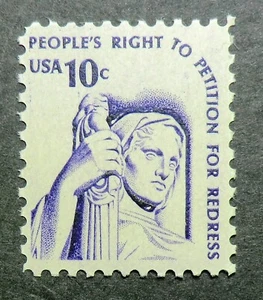 PEOPLE'S RIGHT TO PETITION FOR REDRESS
USA 10c